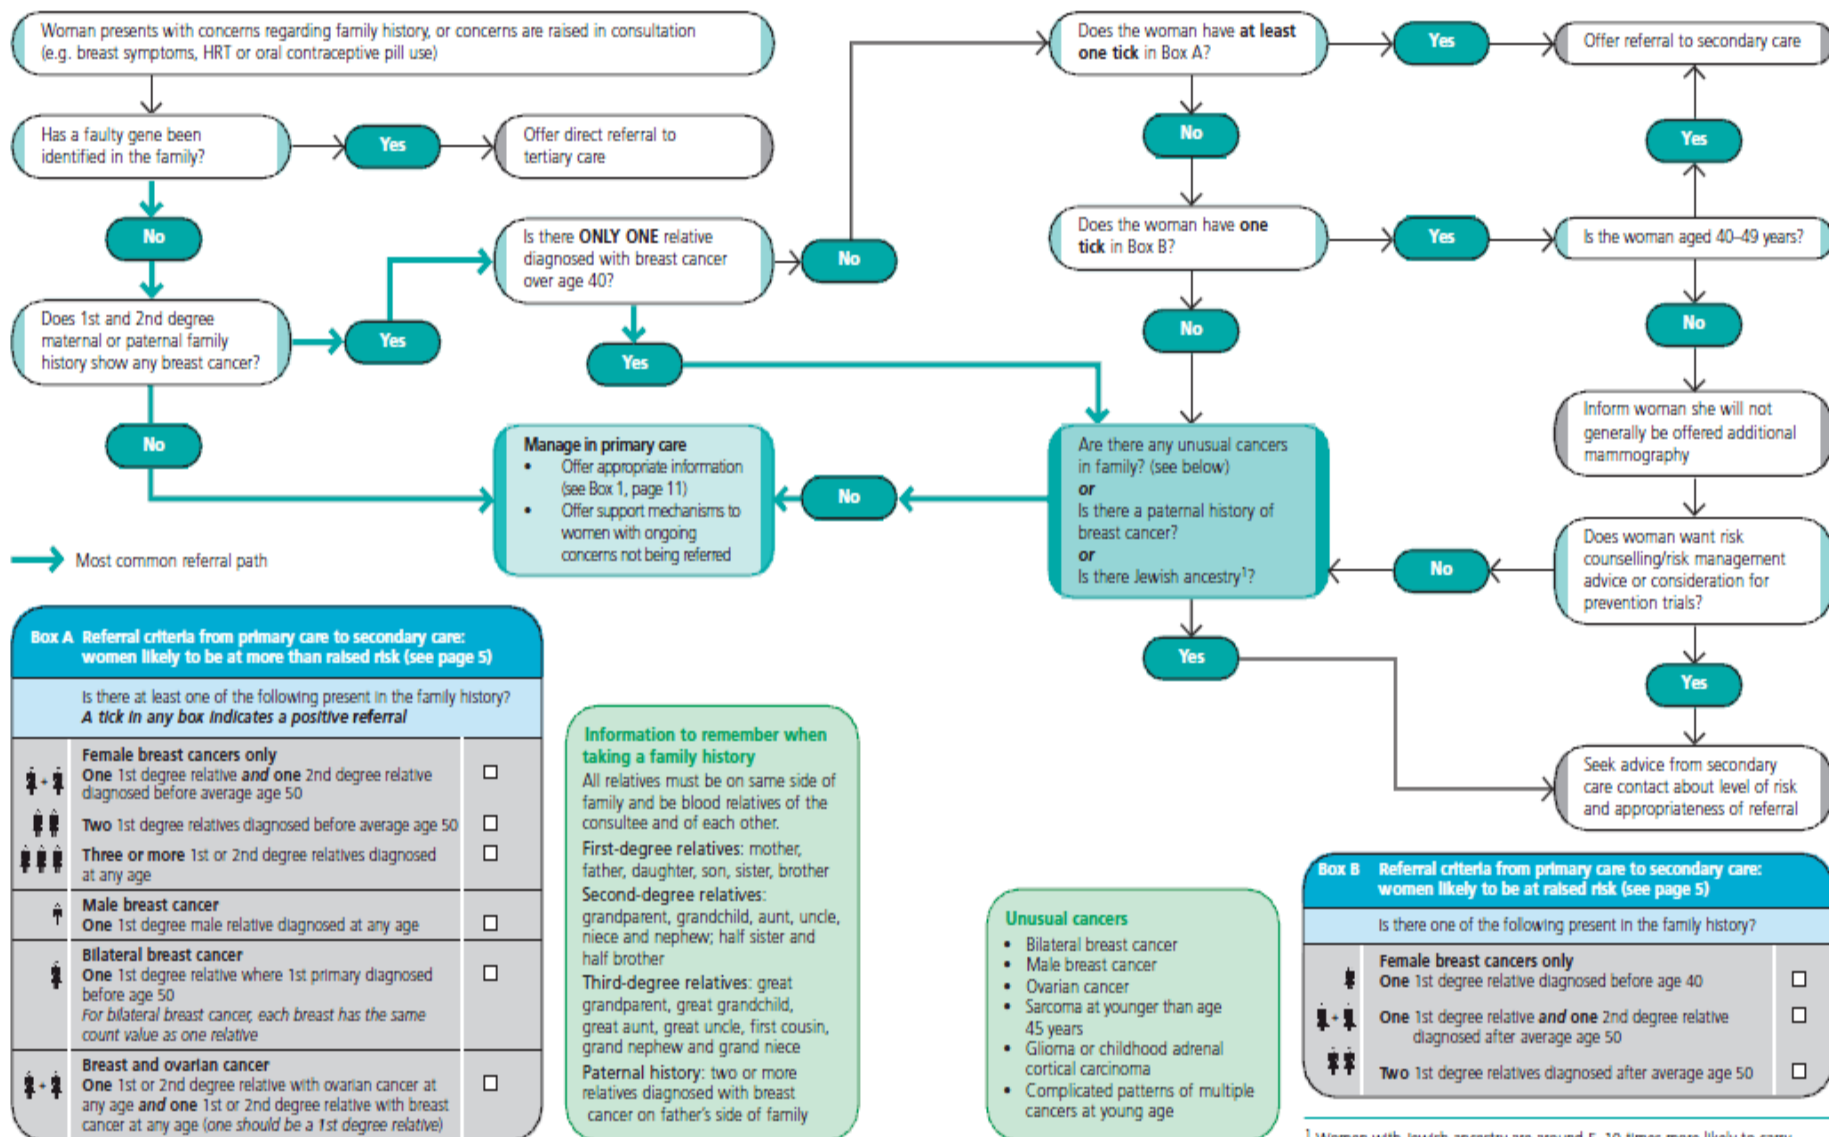 Woman presents with concerns regarding family history, or concerns are raised in consultation
(e.g. breast symptoms, HRT or oral contraceptive pill use)
Has a faulty gene been
identified in the family?
Yes
Offer direct referral to
tertiary care
No
Does 1st and 2nd degree
maternal or paternal family
history show any breast cancer?
Yes
No
Is there ONLY ONE relative
diagnosed with breast cancer
over age 40?
No
Yes
Manage in primary care
• Offer appropriate information
(see Box 1, page 11)
• Offer support mechanisms to
women with ongoing
concerns not being referred
No
Most common referral path
Does the woman have at least
one tick in Box A?
Yes
Offer referral to secondary care
No
Yes
Does the woman have one
tick in Box B?
Yes
Is the woman aged 40–49 years?
No
No
Inform woman she will not
generally be offered additional
mammography
Are there any unusual cancers
in family? (see below)
or
Is there a paternal history of
breast cancer?
or
Is there Jewish ancestry1?
No
Does woman want risk
counselling/risk management
advice or consideration for
prevention trials?
Yes
Yes
Seek advice from secondary
care contact about level of risk
and appropriateness of referral
Box A Referral criteria from primary care to secondary care:
women likely to be at more than raised risk (see page 5)
Is there at least one of the following present in the family history?
A tick in any box indicates a positive referral
Female breast cancers only
One 1st degree relative and one 2nd degree relative
diagnosed before average age 50
Two 1st degree relatives diagnosed before average age 50
Three or more 1st or 2nd degree relatives diagnosed
at any age
Male breast cancer
One 1st degree male relative diagnosed at any age
Bilateral breast cancer
One 1st degree relative where 1st primary diagnosed
before age 50
For bilateral breast cancer, each breast has the same
count value as one relative
Breast and ovarian cancer
One 1st or 2nd degree relative with ovarian cancer at
any age and one 1st or 2nd degree relative with breast
cancer at any age (one should be a 1st degree relative)
Information to remember when
taking a family history
All relatives must be on same side of
family and be blood relatives of the
consultee and of each other.
First-degree relatives: mother,
father, daughter, son, sister, brother
Second-degree relatives:
grandparent, grandchild, aunt, uncle,
niece and nephew; half sister and
half brother
Third-degree relatives: great
grandparent, great grandchild,
great aunt, great uncle, first cousin,
grand nephew and grand niece
Paternal history: two or more
relatives diagnosed with breast
cancer on father's side of family
Unusual cancers
• Bilateral breast cancer
• Male breast cancer
• Ovarian cancer
• Sarcoma at younger than age
45 years
• Glioma or childhood adrenal
cortical carcinoma
• Complicated patterns of multiple
cancers at young age
Box B Referral criteria from primary care to secondary care:
women likely to be at raised risk (see page 5)
Is there one of the following present in the family history?
Female breast cancers only
One 1st degree relative diagnosed before age 40
One 1st degree relative and one 2nd degree relative
diagnosed after average age 50
Two 1st degree relatives diagnosed after average age 50
1 Women with Jewish ancestry are around 5–10 times more likely to carry